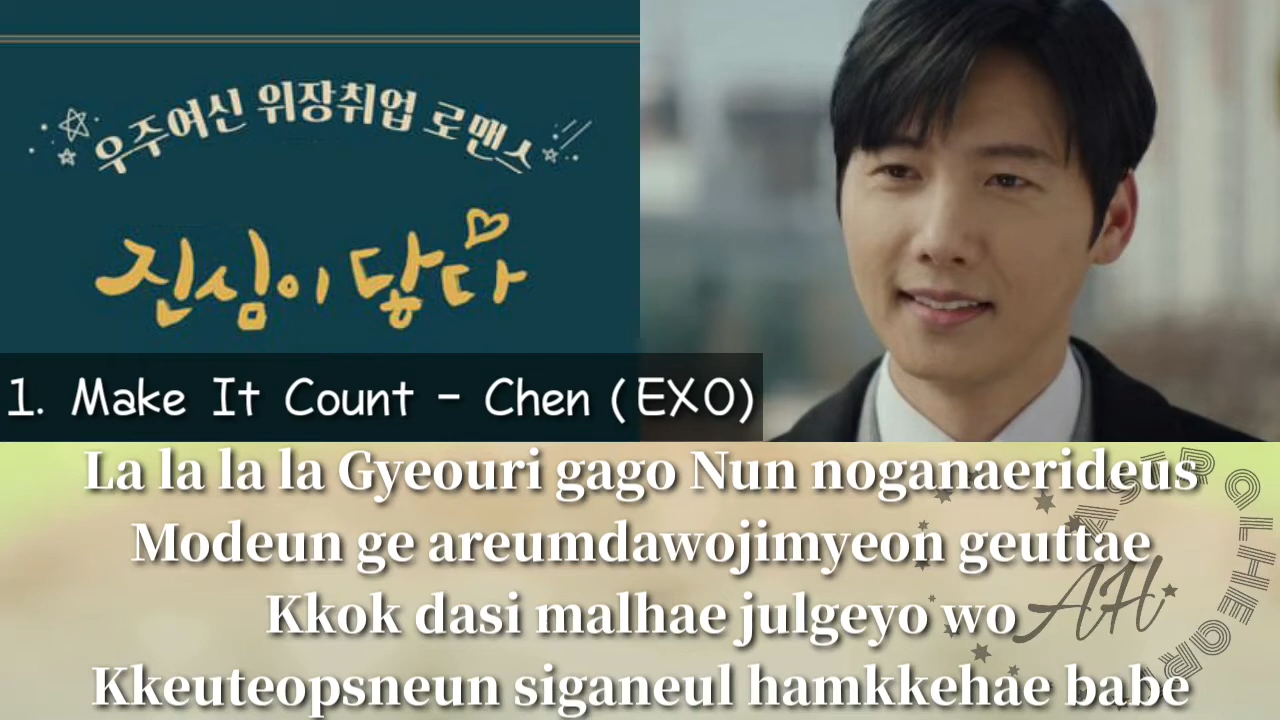 우주여신 위장취업 로맨스
진심이 닿다
1. Make It Count - Chen (EXO)
La la la la Gyeouri gago Nun noganaerideus
Modeun ge areumdawojimyeon geuttae
Kkok dasi malhae julgeyo wo
Kkeuteopsneun siganeul hamkkehae babe
AH